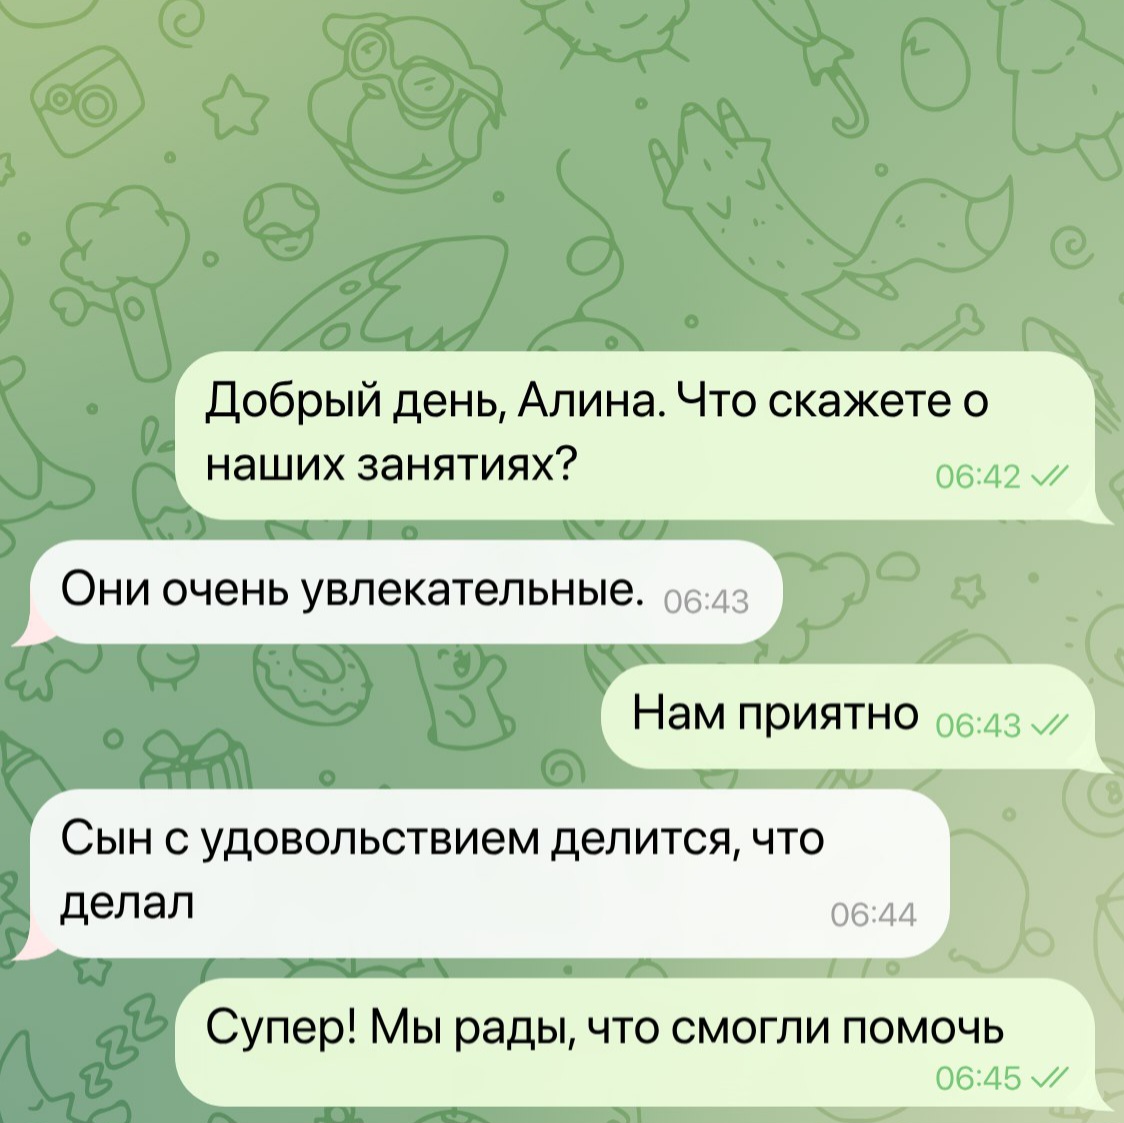 Добрый день, Алина. Что скажете о
наших занятиях?
06:42
Они очень увлекательные. 06:43
Нам приятно 06:43
Сын с удовольствием делится, что
делал
06:44
Супер! Мы рады, что смогли помочь
06:45